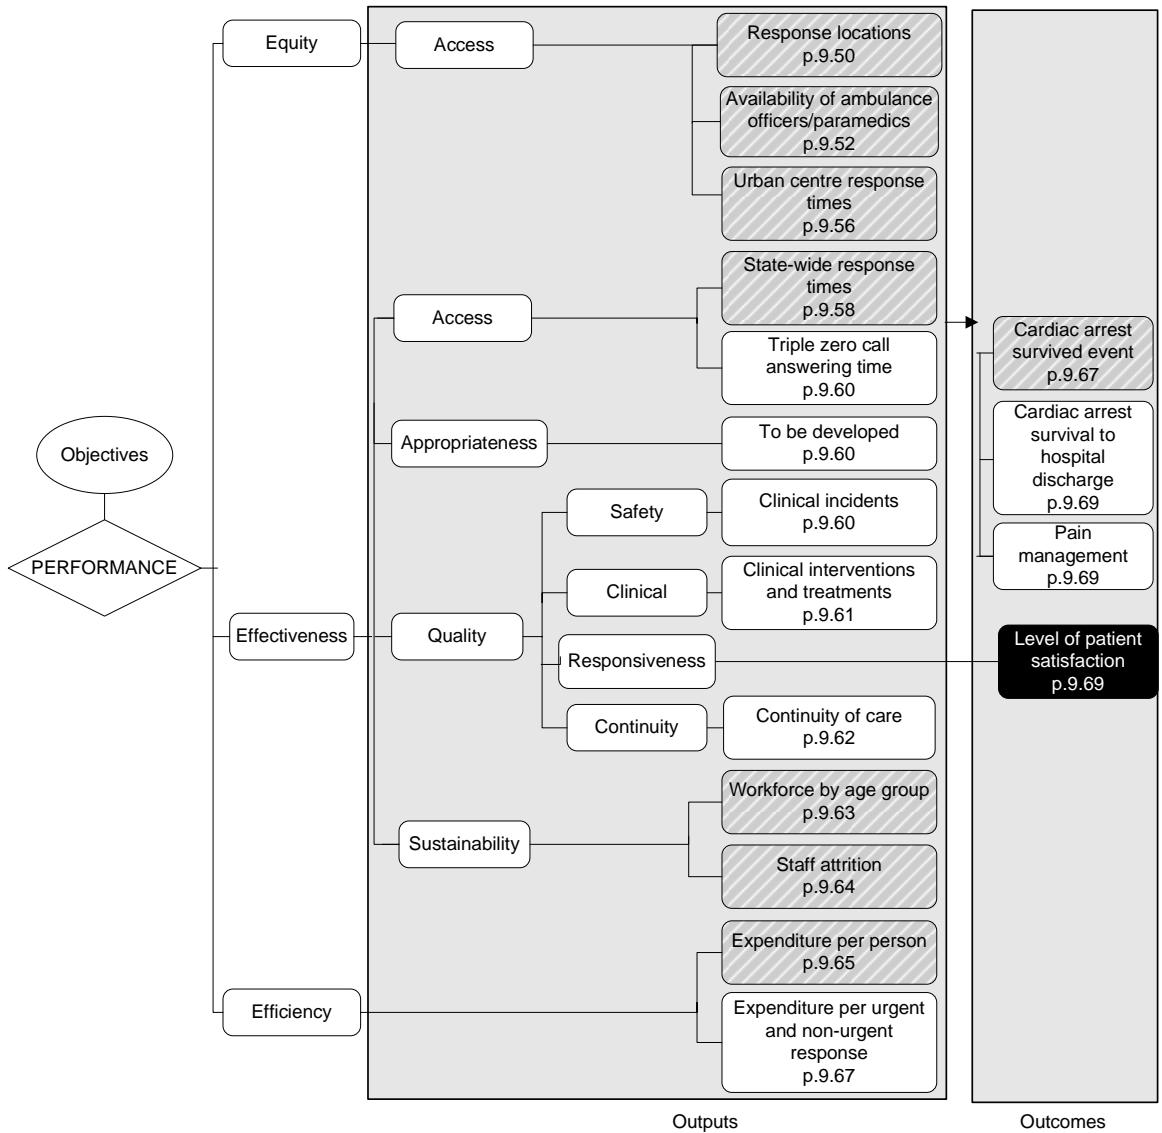 Objectives
PERFORMANCE
Equity
Access
Response locations
p.9.50
Availability of ambulance
officers/paramedics
p.9.52
Urban centre response
times
p.9.56
Effectiveness
Access
State-wide response
times
p.9.58
Triple zero call
answering time
p.9.60
Appropriateness
To be developed
p.9.60
Quality
Safety
Clinical incidents
p.9.60
Clinical
Clinical interventions
and treatments
p.9.61
Responsiveness
Continuity
Continuity of care
p.9.62
Sustainability
Workforce by age group
p.9.63
Staff attrition
p.9.64
Efficiency
Expenditure per person
p.9.65
Expenditure per urgent
and non-urgent
response
p.9.67
Outputs
Cardiac arrest
survived event
p.9.67
Cardiac arrest
survival to
hospital
discharge
p.9.69
Pain
management
p.9.69
Level of patient
satisfaction
p.9.69
Outcomes